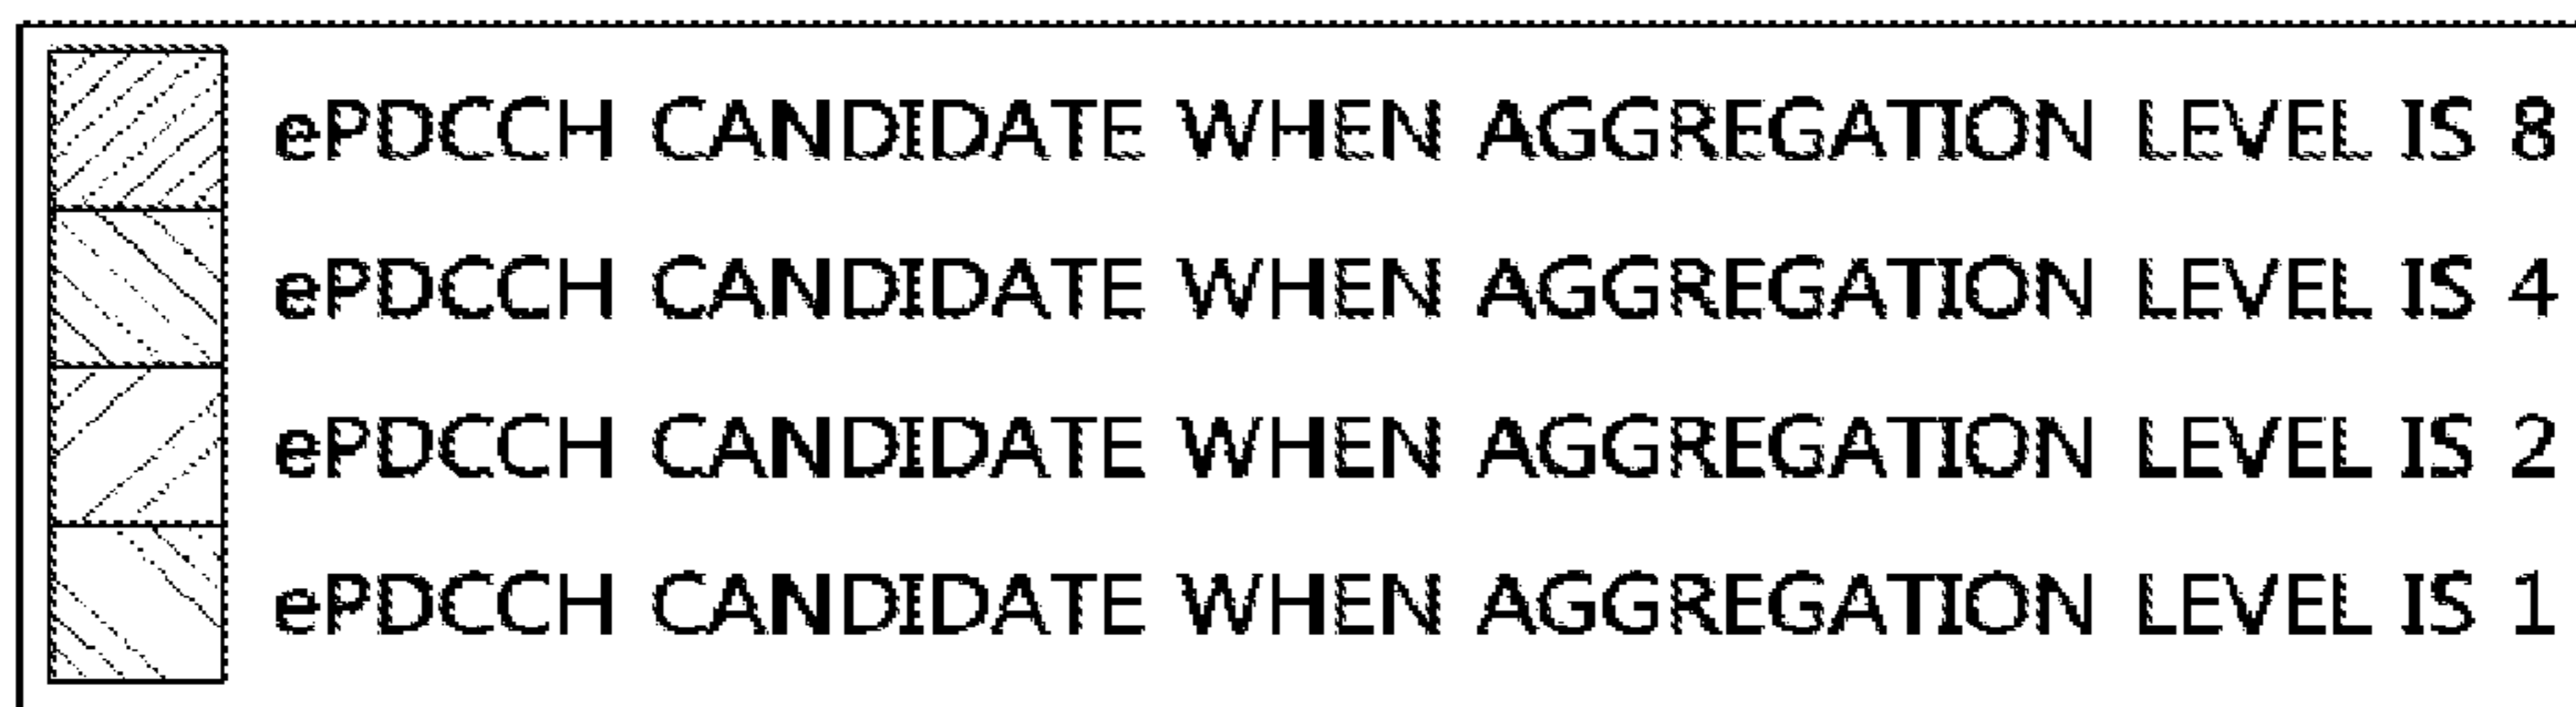 ePDCCH CANDIDATE WHEN AGGREGATION LEVEL IS 8
ePDCCH CANDIDATE WHEN AGGREGATION LEVEL IS 4
ePDCCH CANDIDATE WHEN AGGREGATION LEVEL IS 2
ePDCCH CANDIDATE WHEN AGGREGATION LEVEL IS 1